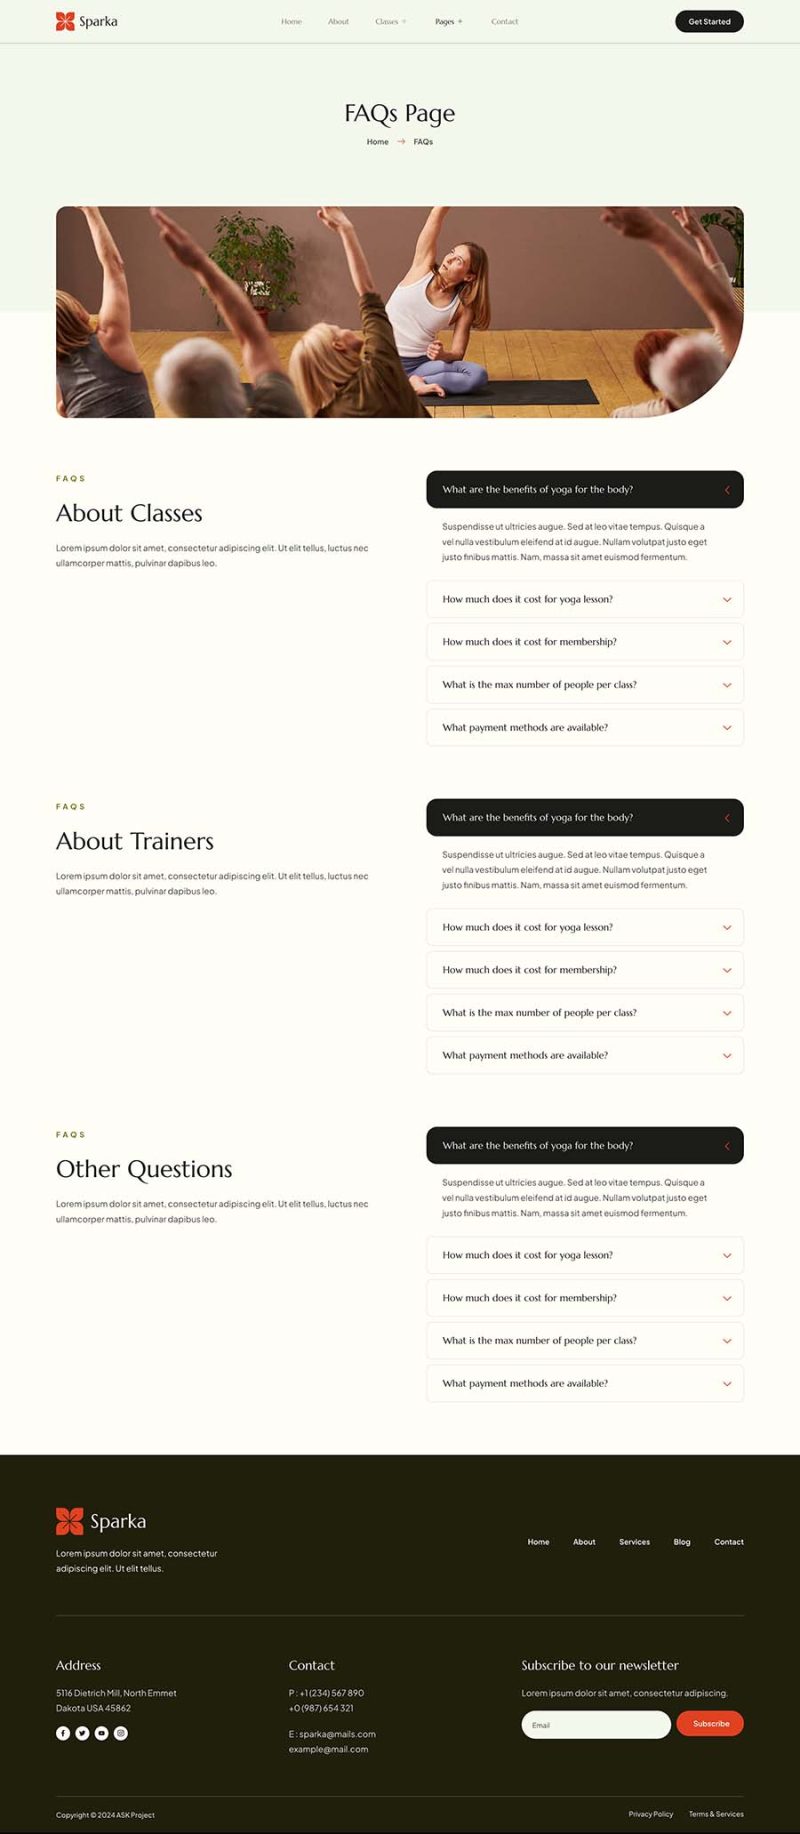 Sparka
Home About Classes + Pages + Contact
Get Started
FAQs Page
Home → FAQs
FAQS
About Classes
Lorem ipsum dolor sit amet, consectetur adipiscing elit. Ut elit tellus, luctus nec
ullamcorper mattis, pulvinar dapibus leo.
What are the benefits of yoga for the body?
Suspendisse ut ultricies augue. Sed at leo vitae tempus. Quisque a
vel nulla vestibulum eleifend at id augue. Nullam volutpat justo eget
justo finibus mattis. Nam, massa sit amet euismod fermentum.
How much does it cost for yoga lesson?
How much does it cost for membership?
What is the max number of people per class?
What payment methods are available?
FAQS
About Trainers
Lorem ipsum dolor sit amet, consectetur adipiscing elit. Ut elit tellus, luctus nec
ullamcorper mattis, pulvinar dapibus leo.
What are the benefits of yoga for the body?
Suspendisse ut ultricies augue. Sed at leo vitae tempus. Quisque a
vel nulla vestibulum eleifend at id augue. Nullam volutpat justo eget
justo finibus mattis. Nam, massa sit amet euismod fermentum.
How much does it cost for yoga lesson?
How much does it cost for membership?
What is the max number of people per class?
What payment methods are available?
FAQS
Other Questions
Lorem ipsum dolor sit amet, consectetur adipiscing elit. Ut elit tellus, luctus nec
ullamcorper mattis, pulvinar dapibus leo.
What are the benefits of yoga for the body?
Suspendisse ut ultricies augue. Sed at leo vitae tempus. Quisque a
vel nulla vestibulum eleifend at id augue. Nullam volutpat justo eget
justo finibus mattis. Nam, massa sit amet euismod fermentum.
How much does it cost for yoga lesson?
How much does it cost for membership?
What is the max number of people per class?
What payment methods are available?
Sparka
Lorem ipsum dolor sit amet, consectetur
adipiscing elit. Ut elit tellus.
Home About Services Blog Contact
Address
5116 Dietrich Mill, North Emmet
Dakota USA 45862
Contact
P : +1 (234) 567 890
+0 (987) 654 321
E : sparka@mails.com
example@mail.com
Subscribe to our newsletter
Lorem ipsum dolor sit amet, consectetur adipiscing.
Email
Subscribe
Copyright © 2024 ASK Project
Privacy Policy Terms & Services